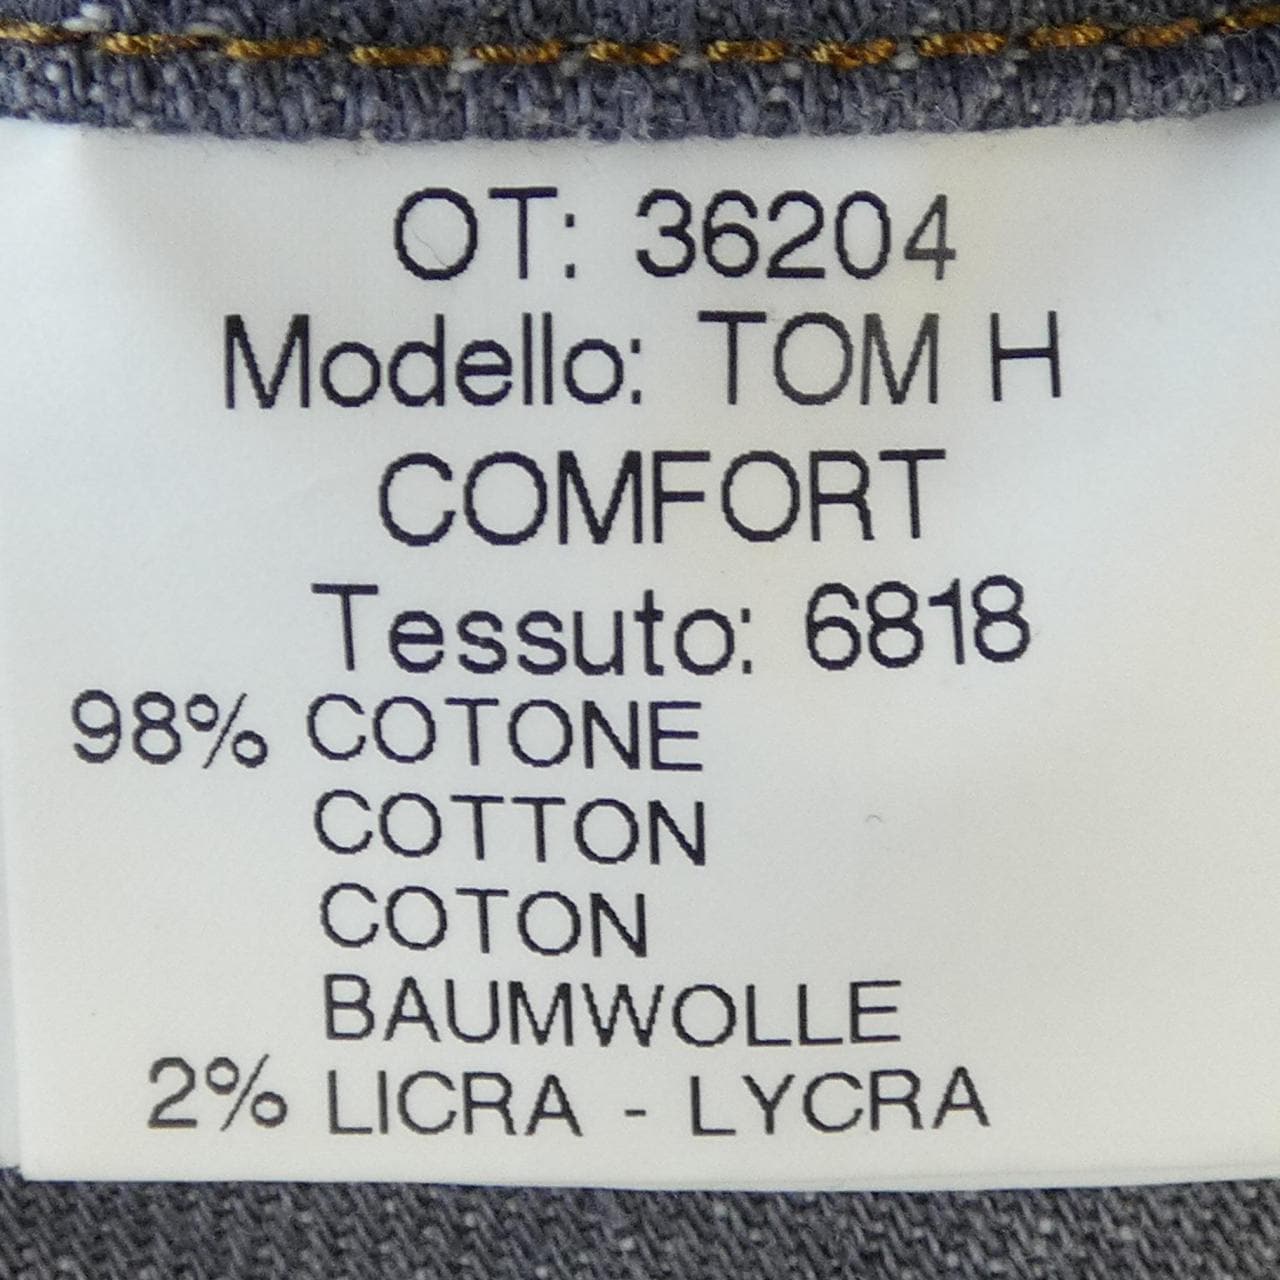 OT: 36204
Modello: TOM H
COMFORT
Tessuto: 6818
98% COTONE
COTTON
COTON
BAUMWOLLE
2% LICRA - LYCRA